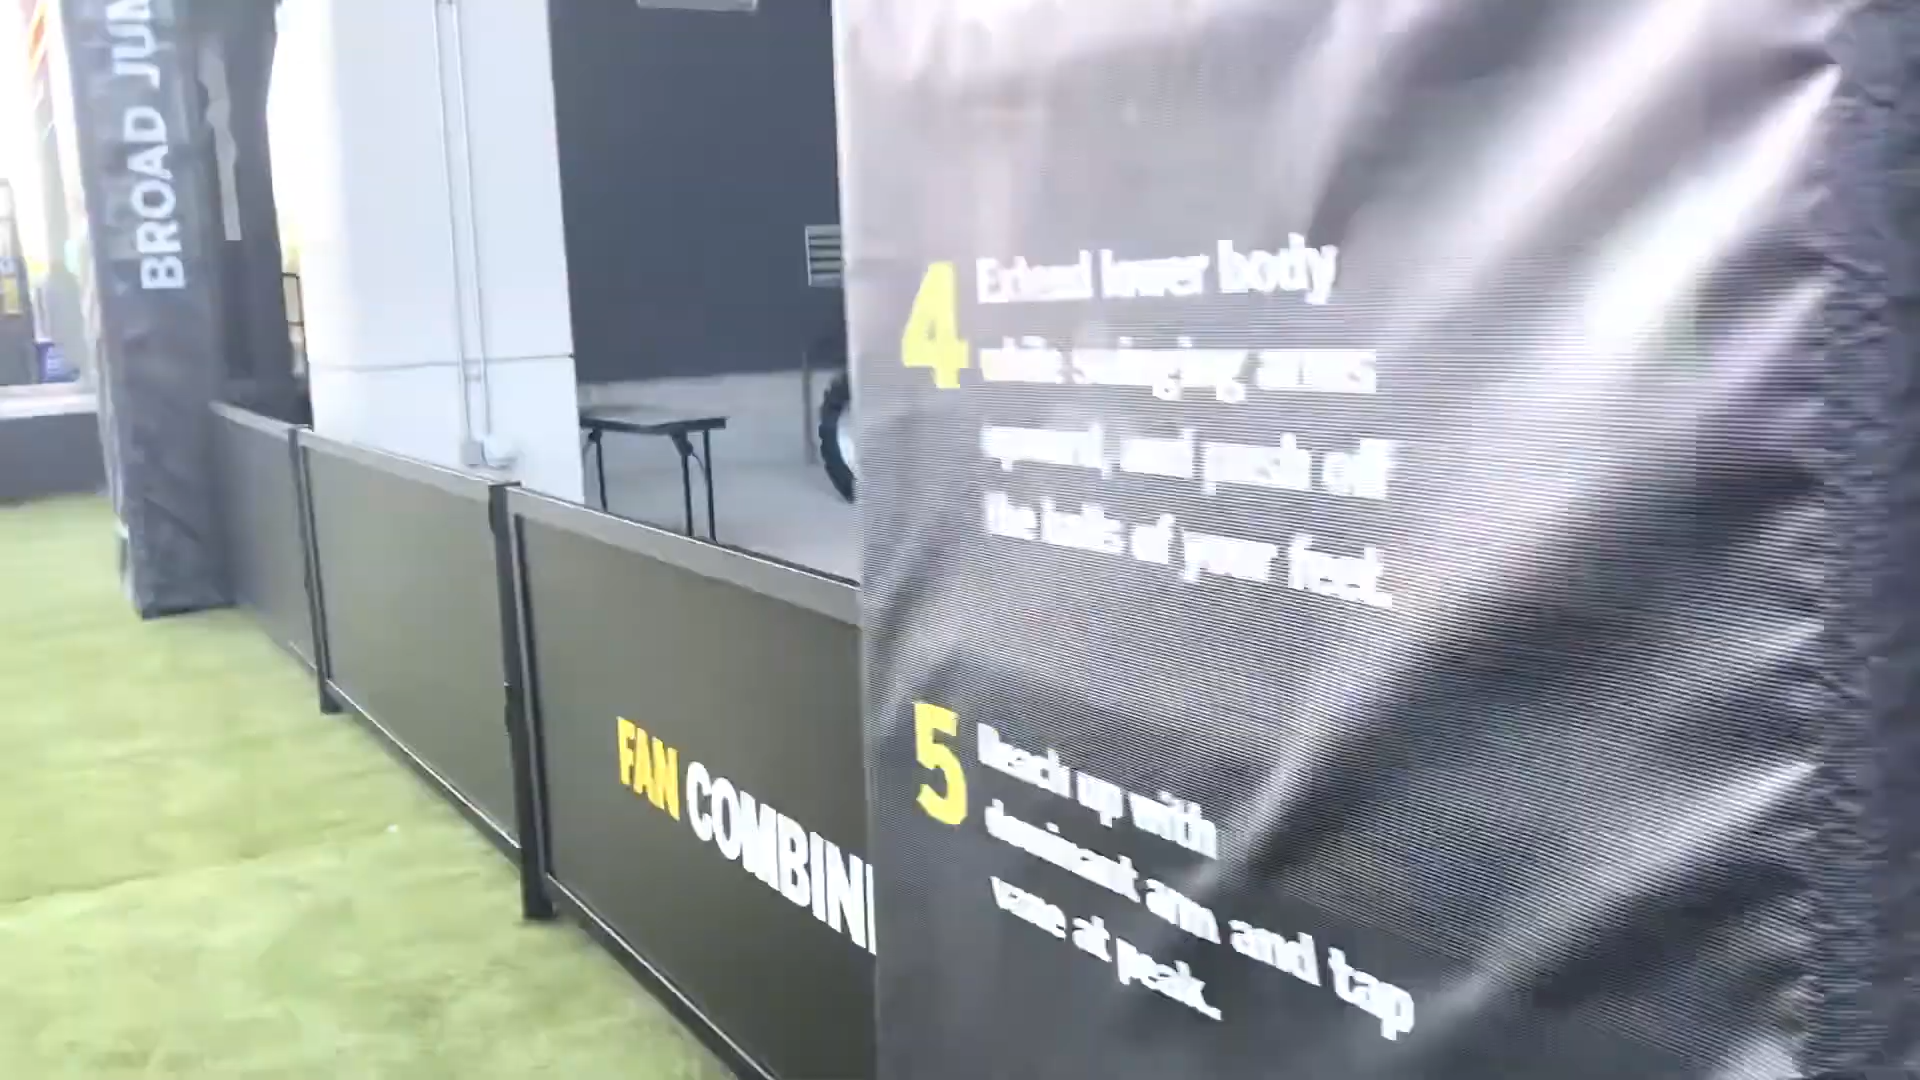 BROAD JUM
4 Extend lower body
while swinging arms
upward, and push off
the balls of your feet.
FAN COMBINE
5 Reach up with
dominant arm and tap
vane at peak.